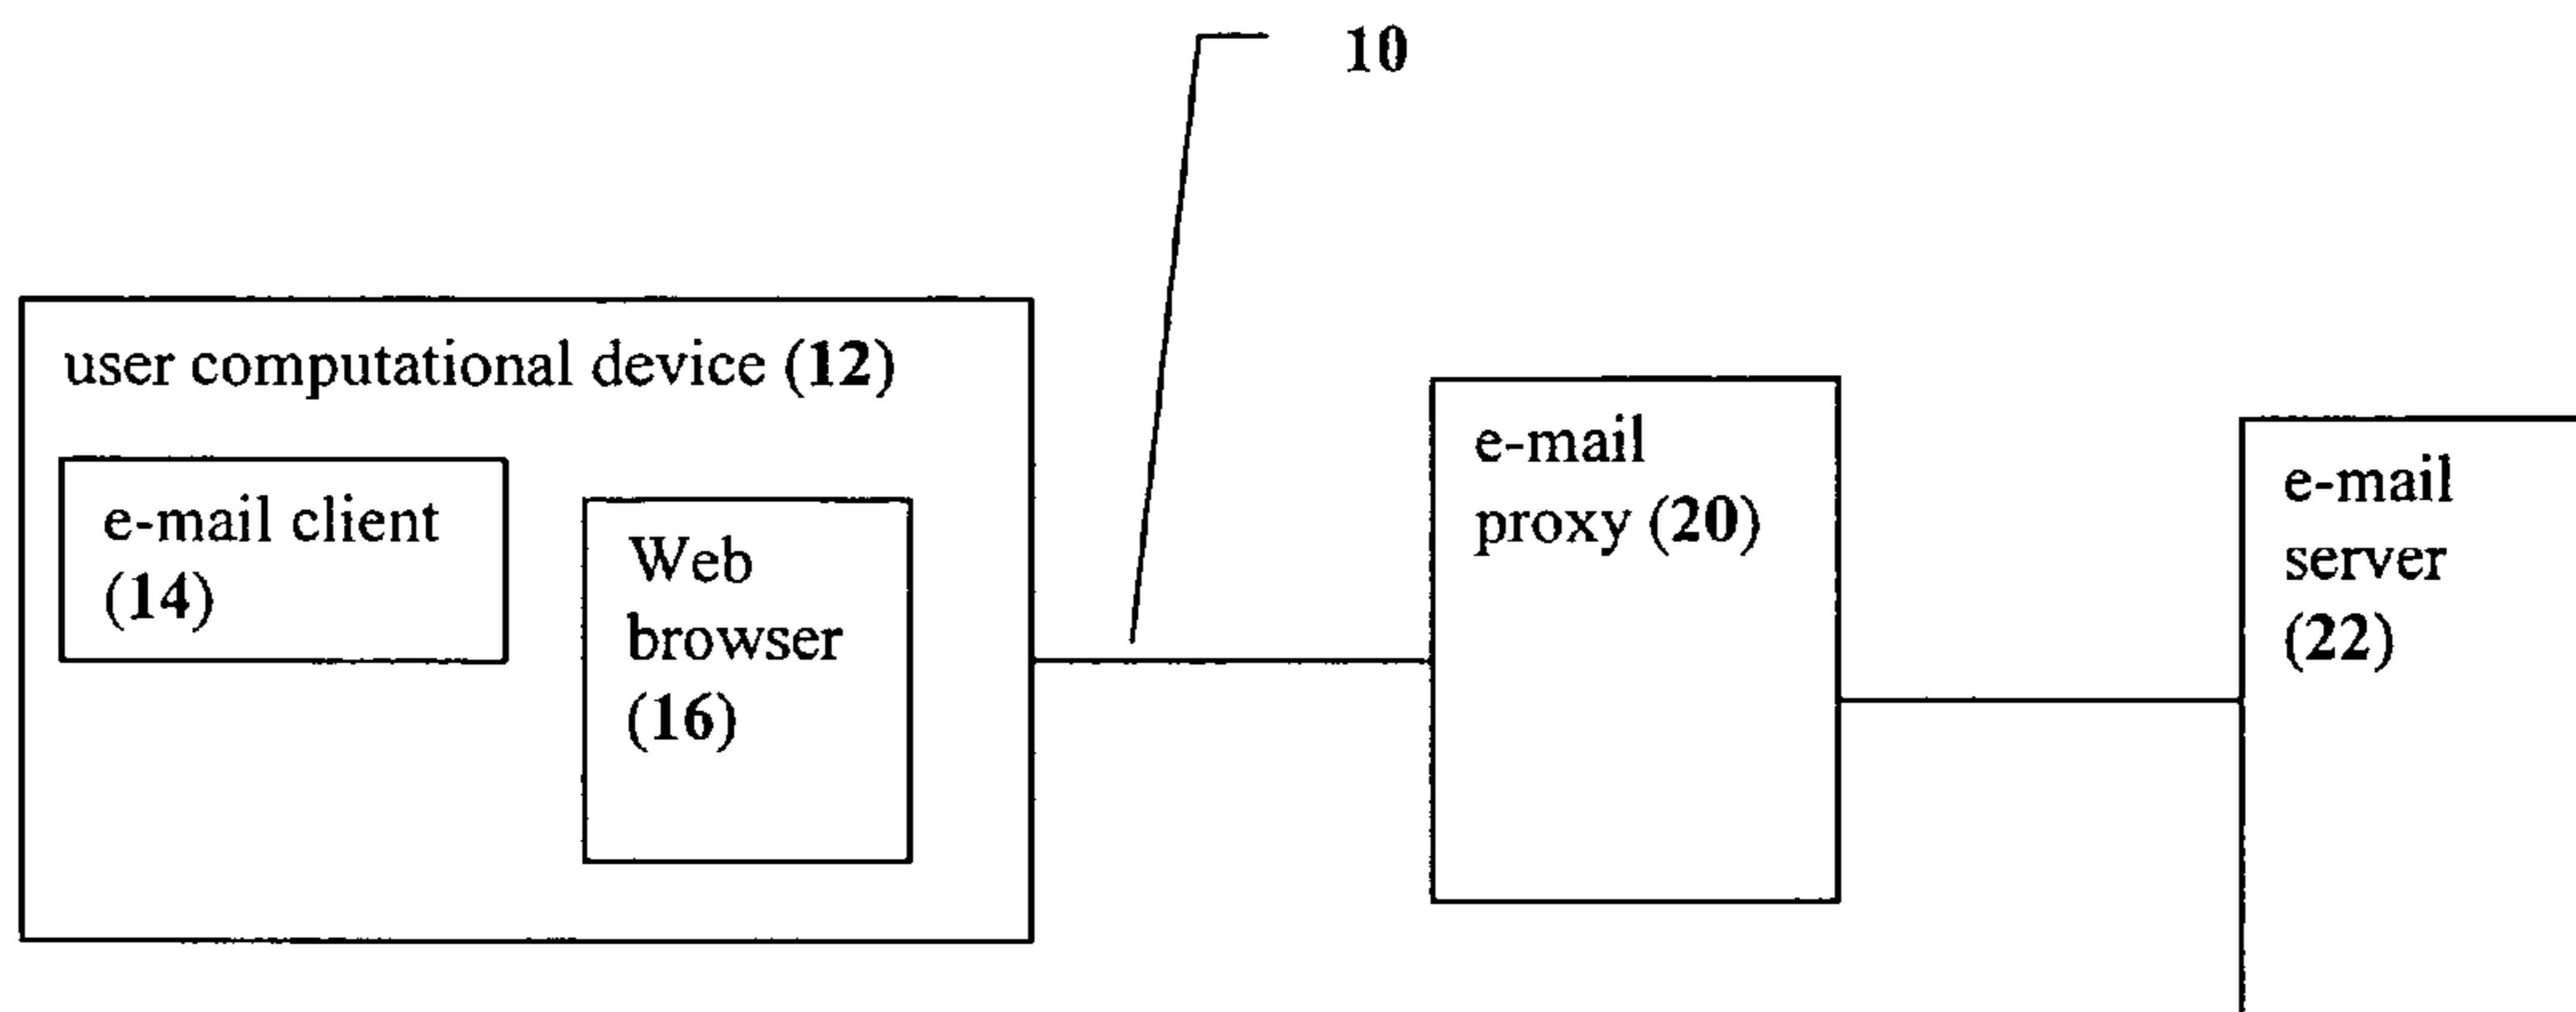 10
user computational device (12)
e-mail client
(14)
Web
browser
(16)
e-mail
proxy (20)
e-mail
server
(22)